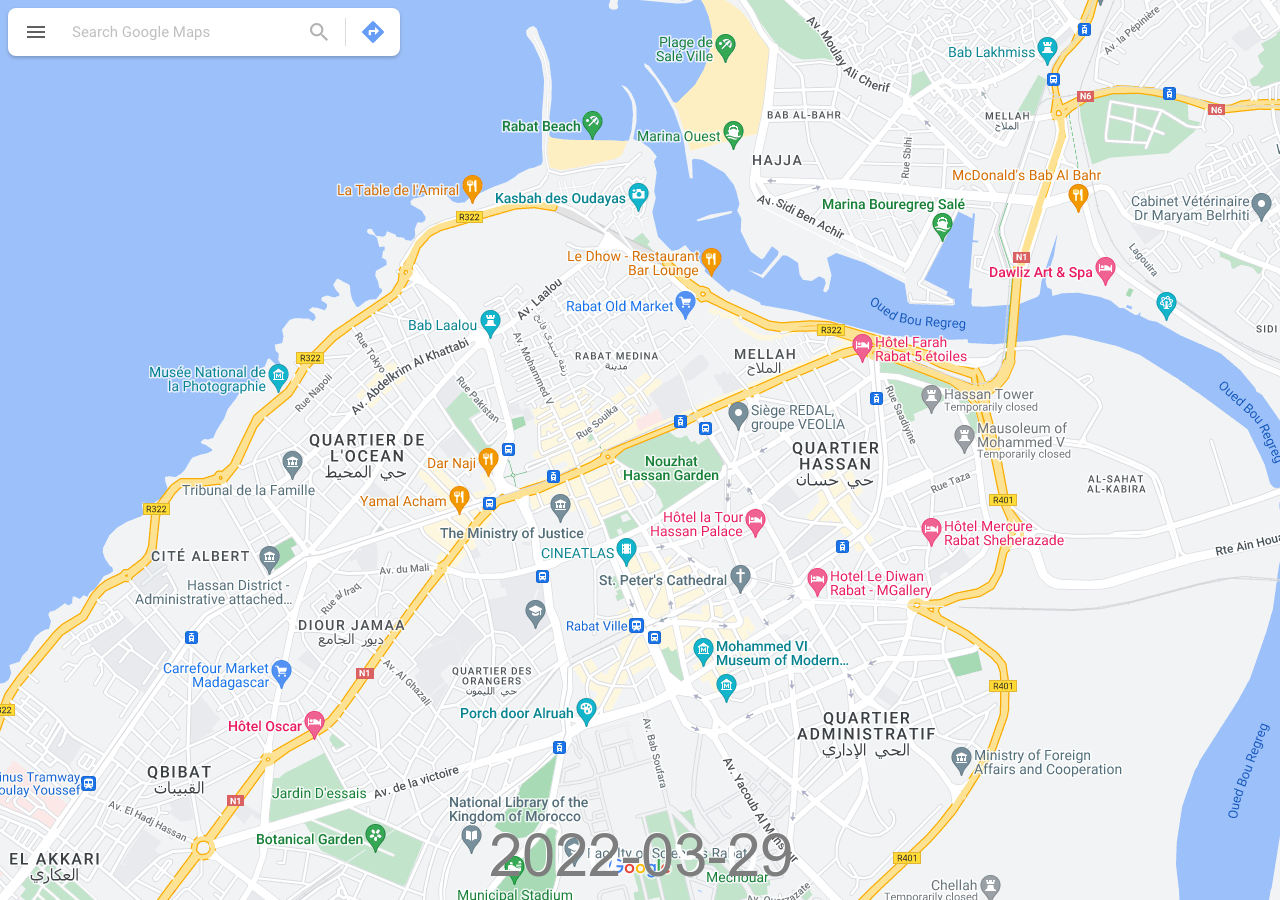 Search Google Maps
Plage de
Salé Ville
Av. Moulay Ali Cherif
Bab Lakhmiss
Av. la Pépinière
N6
N6
BAB AL-BAHR
MELLAH
الملاح
Rabat Beach
Marina Ouest
HAJJA
Rue Sbihi
McDonald's Bab Al Bahr
La Table de l'Amiral
Kasbah des Oudayas
R322
Av. Sidi Ben Achir
Marina Bouregreg Salé
Cabinet Vétérinaire
Dr Maryam Belrhiti
Le Dhow - Restaurant
Bar Lounge
N1
Dawliz Art & Spa
Lagouira
Av. Laalou
Rabat Old Market
Oued Bou Regreg
Bab Laalou
R322
SIDI
Rue Tokyo
Av. Abdelkrim Al Khattabi
Av. Mohammed V
زنقة سيدي فاتح
RABAT MEDINA
مدينة
MELLAH
الملاح
Hôtel Farah
Rabat 5 étoiles
R322
Musée National de
la Photographie
Rue Napoli
Rue Pakistan
Rue Souika
Siège REDAL,
groupe VEOLIA
Rue Saadiyine
Hassan Tower
Temporarily closed
Oued Bou Regreg
Mausoleum of
Mohammed V
Temporarily closed
QUARTIER DE
L'OCEAN
حي المحيط
QUARTIER
HASSAN
حي حسان
Dar Naji
Nouzhat
Hassan Garden
Tribunal de la Famille
Yamal Acham
Rue Taza
AL-SAHAT
AL-KABIRA
R401
R322
The Ministry of Justice
Hôtel la Tour
Hassan Palace
Hôtel Mercure
Rabat Sheherazade
Rte Ain Houa
CITÉ ALBERT
CINEATLAS
Av. du Mali
Hassan District -
Administrative attached...
Rue al Iraq
St. Peter's Cathedral
Hotel Le Diwan
Rabat - MGallery
DIOUR JAMAA
ديور الجامع
Rabat Ville
Mohammed VI
Museum of Modern...
Carrefour Market
Madagascar
N1
Av. Al Ghazali
QUARTIER DES
ORANGERS
حي الليمون
R401
R322
Hôtel Oscar
Porch door Alruah
Av. Bab Soufara
QUARTIER
ADMINISTRATIF
الحي الإداري
Oued Bou Regreg
Ministry of Foreign
Affairs and Cooperation
QBIBAT
القبيبات
Av. de la victoire
Av. Yacoub Al Mansour
inus Tramway
oulay Youssef
N1
Jardin D'essais
Av. El Hadj Hassan
National Library of the
Kingdom of Morocco
Botanical Garden
2022-03-29
Faculty of Sciences Rabat
Google
EL AKKARI
العكاري
R401
Mechouar
Municipal Stadium
Chellah
Temporarily closed